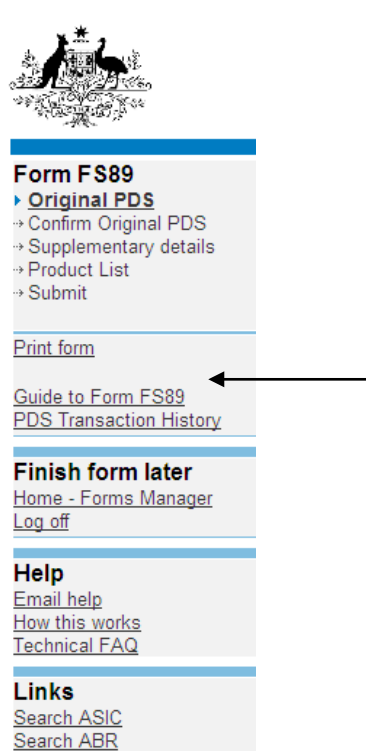 Form FS89
Original PDS
Confirm Original PDS
Supplementary details
Product List
Submit
Print form
Guide to Form FS89
PDS Transaction History
Finish form later
Home - Forms Manager
Log off
Help
Email help
How this works
Technical FAQ
Links
Search ASIC
Search ABR